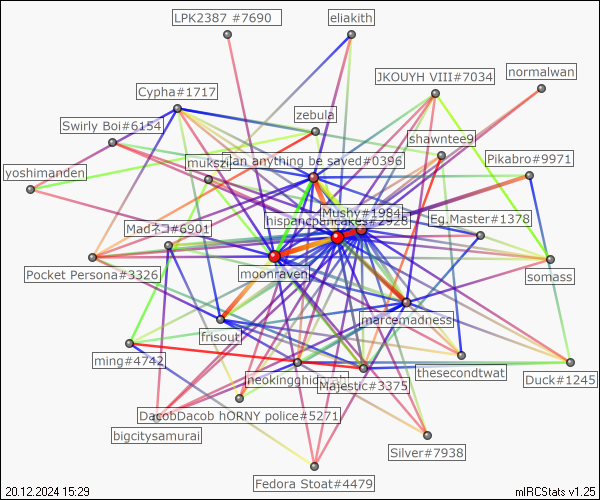 LPK2387 #7690
eliakith
JKOUYH VIII#7034
normalwan
Cypha#1717
zebula
Swirly Boi#6154
shawntee9
mukszi
an anything be saved#0396
Pikabro#9971
yoshimanden
Mushy#1984
hispancpancakes#2928
Eg.Master#1378
Madネコ#6901
Pocket Persona#3326
moonraven
somass
marcemadness
frisout
ming#4742
neokingghi
Majestic#3375
thesecondtwat
Duck#1245
DacobDacob hORNY police#5271
bigcitysamurai
Silver#7938
Fedora Stoat#4479
20.12.2024 15:29
mIRCStats v1.25